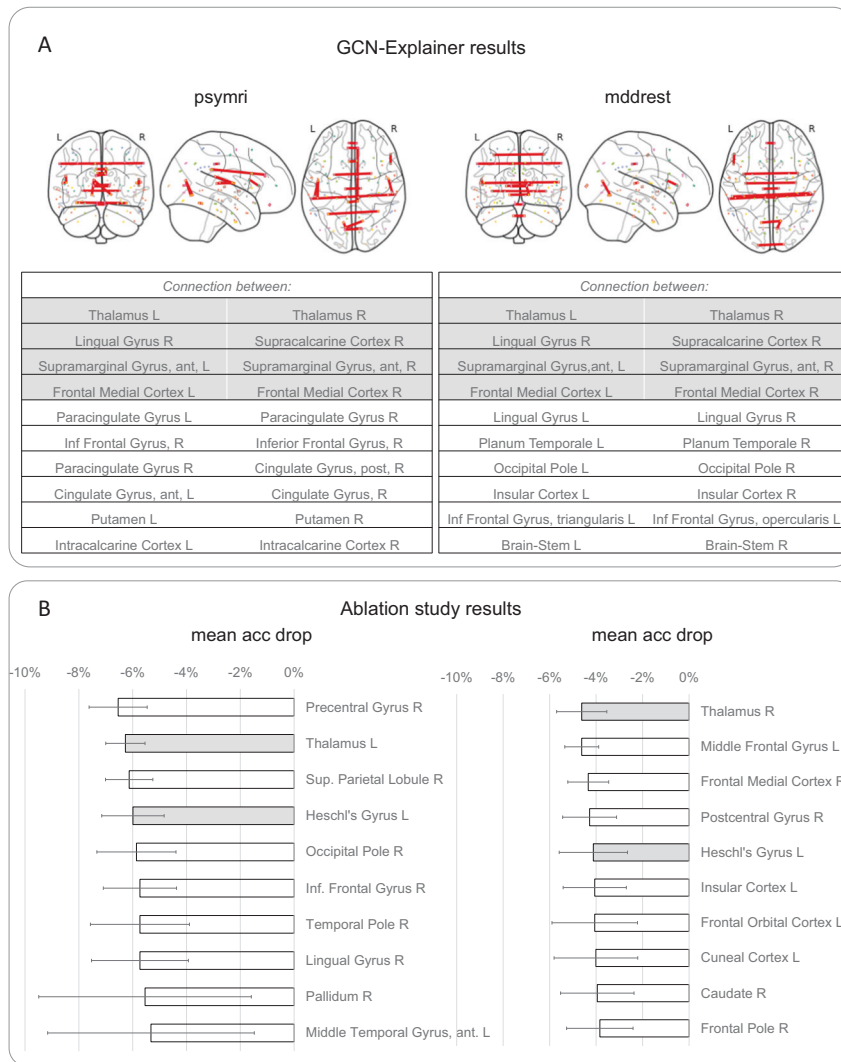 A
GCN-Explainer results
psymri
mddrest
L R L R
L R L R
Connection between:
Thalamus L Thalamus R
Lingual Gyrus R Supracalcarine Cortex R
Supramarginal Gyrus, ant, L Supramarginal Gyrus, ant, R
Frontal Medial Cortex L Frontal Medial Cortex R
Paracingulate Gyrus L Paracingulate Gyrus R
Inf Frontal Gyrus, R Inferior Frontal Gyrus, R
Paracingulate Gyrus R Cingulate Gyrus, post, R
Cingulate Gyrus, ant, L Cingulate Gyrus, R
Putamen L Putamen R
Intracalcarine Cortex L Intracalcarine Cortex R
Connection between:
Thalamus L Thalamus R
Lingual Gyrus R Supracalcarine Cortex R
Supramarginal Gyrus,ant, L Supramarginal Gyrus, ant, R
Frontal Medial Cortex L Frontal Medial Cortex R
Lingual Gyrus L Lingual Gyrus R
Planum Temporale L Planum Temporale R
Occipital Pole L Occipital Pole R
Insular Cortex L Insular Cortex R
Inf Frontal Gyrus, triangularis L Inf Frontal Gyrus, opercularis L
Brain-Stem L Brain-Stem R
B
Ablation study results
mean acc drop
-10% -8% -6% -4% -2% 0%
Precentral Gyrus R
Thalamus L
Sup. Parietal Lobule R
Heschl's Gyrus L
Occipital Pole R
Inf. Frontal Gyrus R
Temporal Pole R
Lingual Gyrus R
Pallidum R
Middle Temporal Gyrus, ant. L
mean acc drop
-10% -8% -6% -4% -2% 0%
Thalamus R
Middle Frontal Gyrus L
Frontal Medial Cortex R
Postcentral Gyrus R
Heschl's Gyrus L
Insular Cortex L
Frontal Orbital Cortex L
Cuneal Cortex L
Caudate R
Frontal Pole R